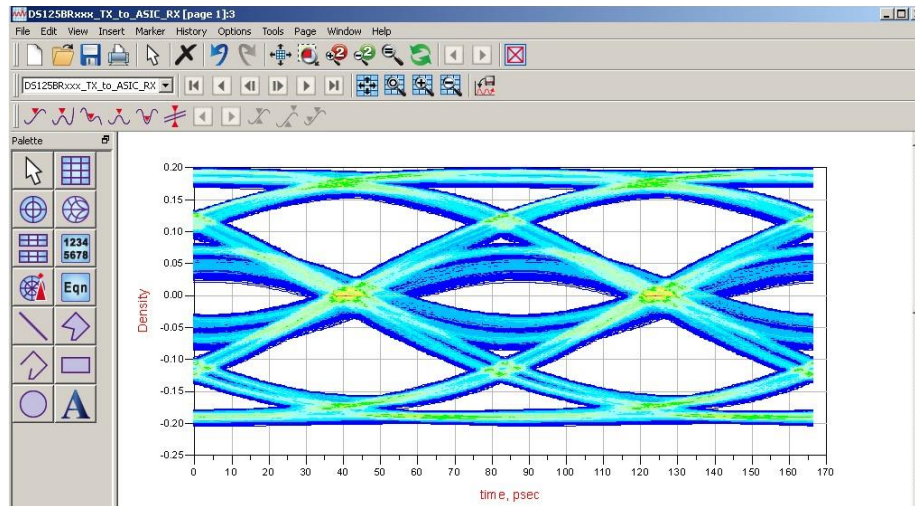 DS125BRxxx_TX_to_ASIC_RX [page 1]:3
File Edit View Insert Marker History Options Tools Page Window Help
DS125BRxxx_TX_to_ASIC_RX
Palette
1234
5678
Eqn
A
0.20
0.15
0.10
0.05
0.00
-0.05
-0.10
-0.15
-0.20
-0.25
Density
0 10 20 30 40 50 60 70 80 90 100 110 120 130 140 150 160 170
time, psec